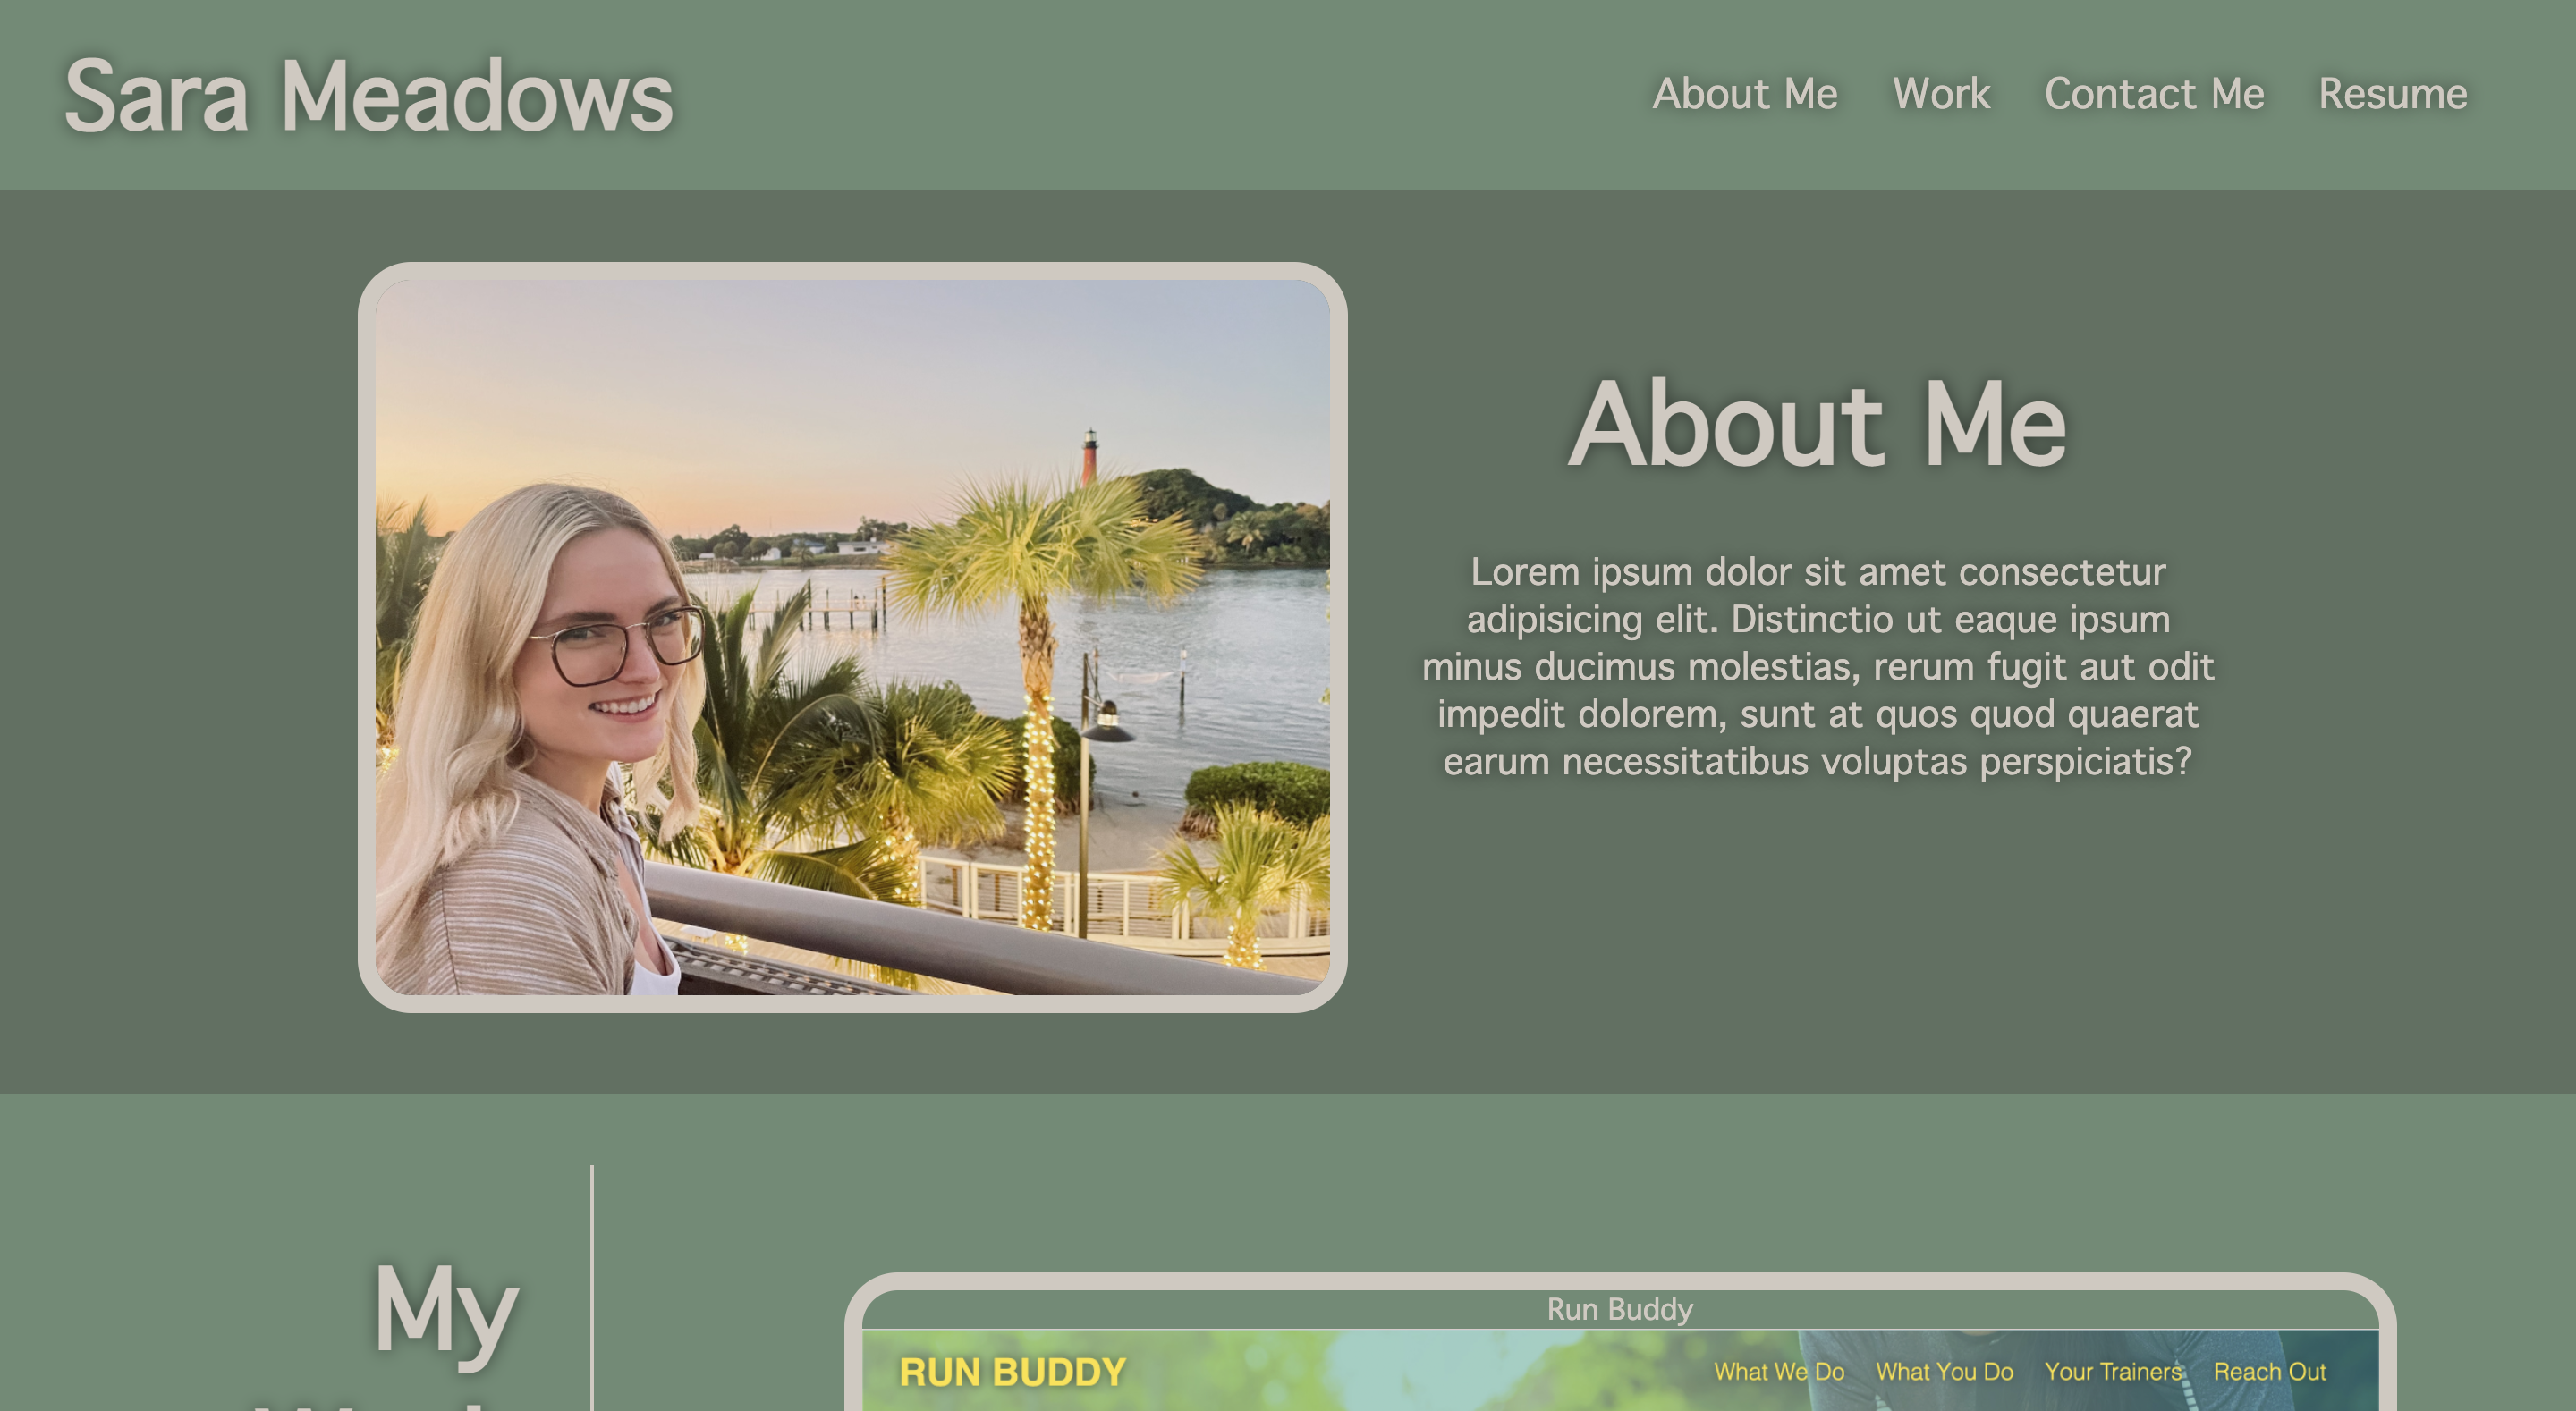 Sara Meadows
About Me
Work
Contact Me
Resume
About Me
Lorem ipsum dolor sit amet consectetur
adipisicing elit. Distinctio ut eaque ipsum
minus ducimus molestias, rerum fugit aut odit
impedit dolorem, sunt at quos quod quaerat
earum necessitatibus voluptas perspiciatis?
My
Run Buddy
RUN BUDDY
What We Do
What You Do
Your Trainers
Reach Out